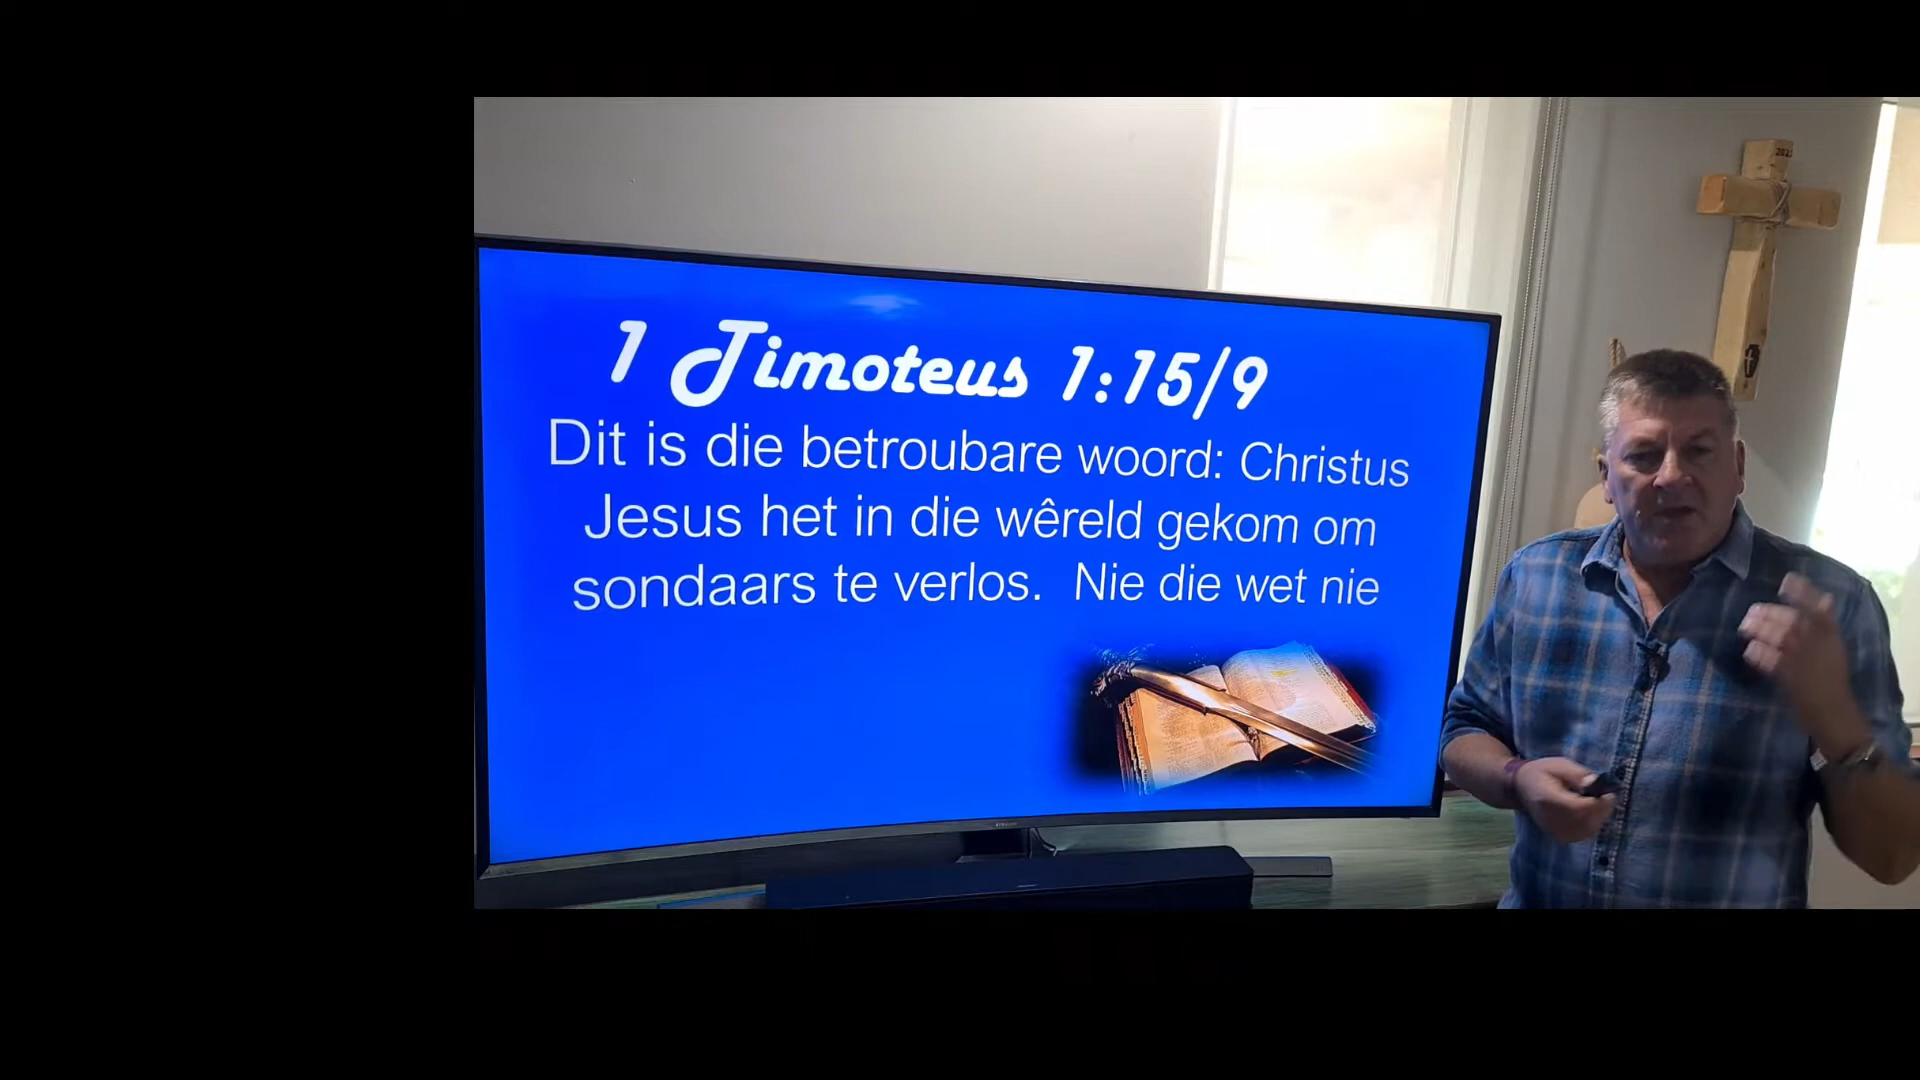 1 Timoteus 1:15/9
Dit is die betroubare woord: Christus
Jesus het in die wêreld gekom om
sondaars te verlos. Nie die wet nie